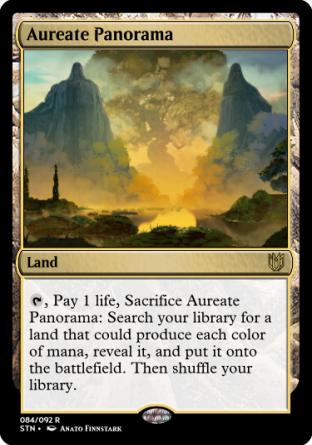 Aureate Panorama
Land
, Pay 1 life, Sacrifice Aureate
Panorama: Search your library for a
land that could produce each color
of mana, reveal it, and put it onto
the battlefield. Then shuffle your
library.
084/092 R
STN • Anato Finnstark